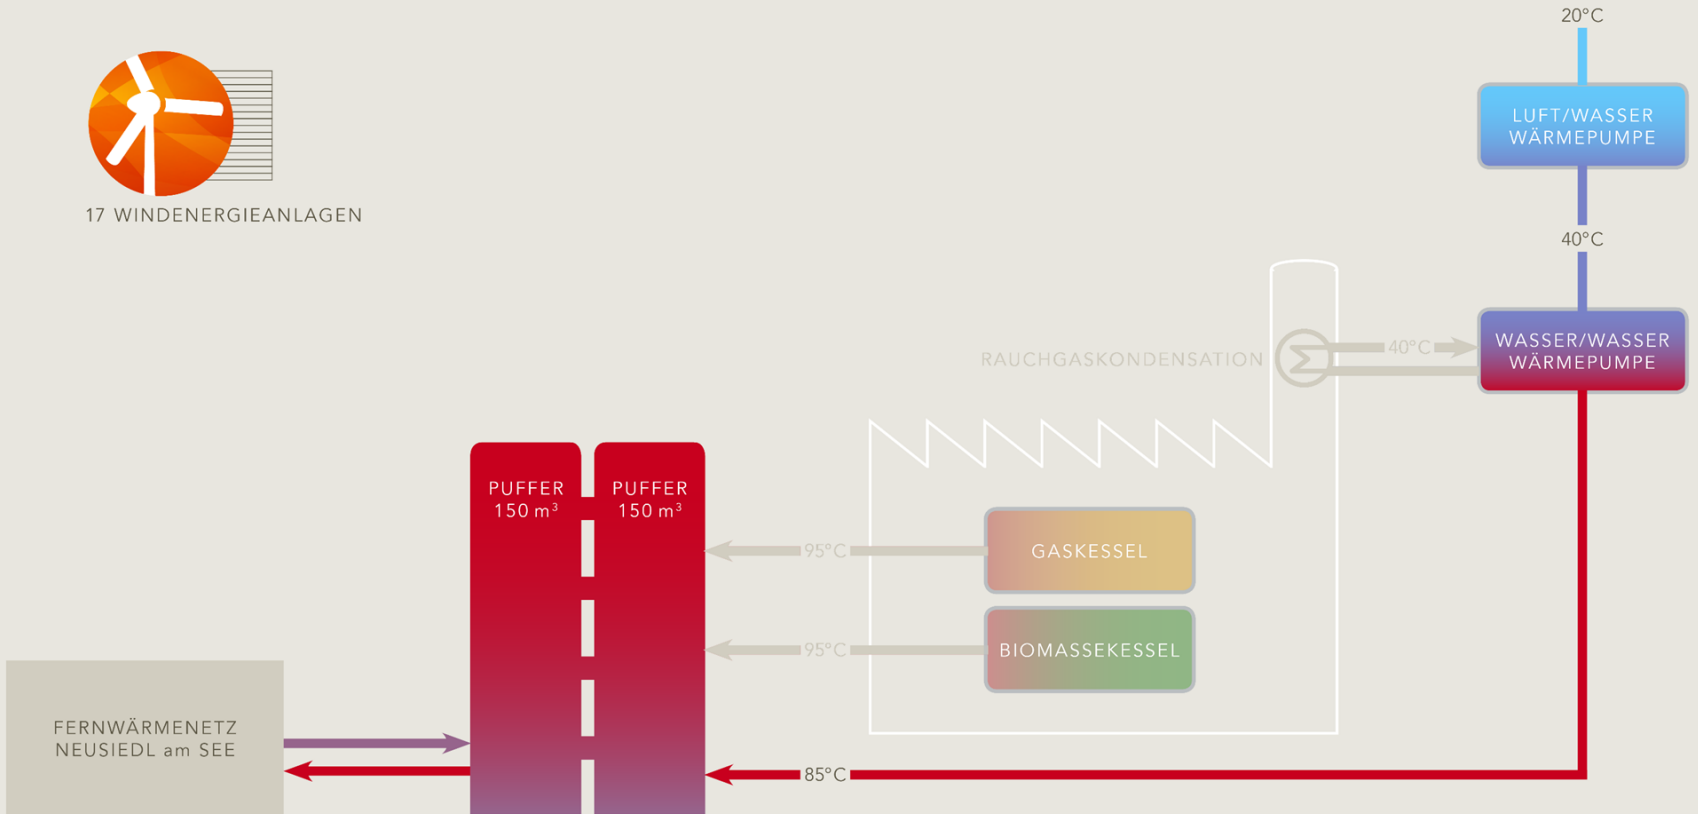 20°C
LUFT/WASSER
WÄRMEPUMPE
17 WINDENERGIEANLAGEN
40°C
RAUCHGASKONDENSATION
40°C
WASSER/WASSER
WÄRMEPUMPE
PUFFER
150 m³
PUFFER
150 m³
95°C
GASKESSEL
95°C
BIOMASSEKESSEL
FERNWÄRMENETZ
NEUSIEDL am SEE
85°C